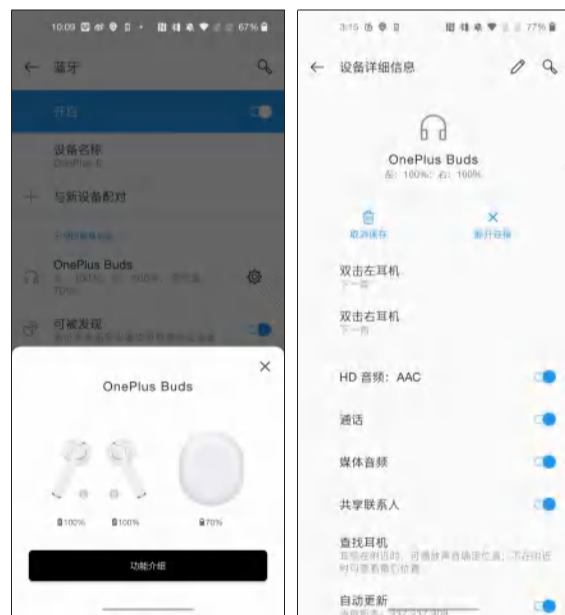 10:09
67%
蓝牙
开启
设备名称
OnePlus 8
与新设备配对
OnePlus Buds
70%
可被发现
OnePlus Buds
100%
100%
70%
功能介绍
3:15
77%
设备详细信息
OnePlus Buds
左: 100%; 右: 100%
取消保存
断开连接
双击左耳机
下一首
双击右耳机
下一首
HD 音频: AAC
通话
媒体音频
共享联系人
查找耳机
自动更新